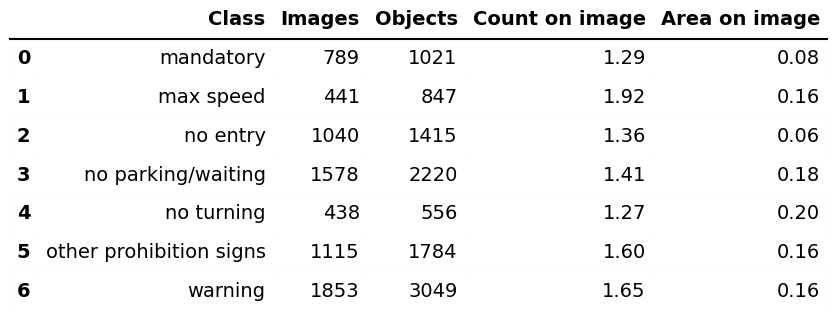 Class Images Objects Count on image Area on image
0 mandatory 789 1021 1.29 0.08
1 max speed 441 847 1.92 0.16
2 no entry 1040 1415 1.36 0.06
3 no parking/waiting 1578 2220 1.41 0.18
4 no turning 438 556 1.27 0.20
5 other prohibition signs 1115 1784 1.60 0.16
6 warning 1853 3049 1.65 0.16